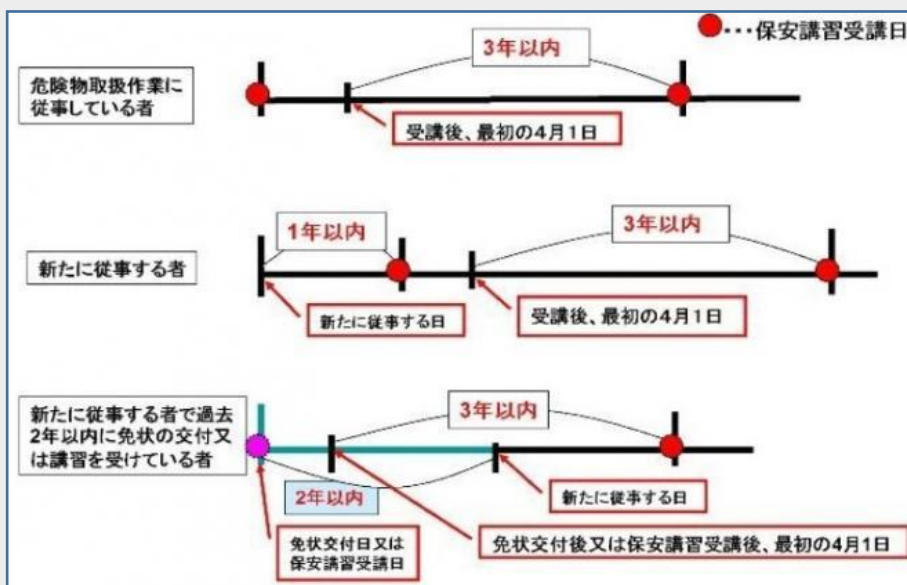 •••保安講習受講日
3年以内
危険物取扱作業に
従事している者
受講後、最初の4月1日
1年以内
3年以内
新たに従事する者
新たに従事する日
受講後、最初の4月1日
新たに従事する者で過去
2年以内に免状の交付又
は講習を受けている者
3年以内
2年以内
新たに従事する日
免状交付日又は
保安講習受講日
免状交付後又は保安講習受講後、最初の4月1日